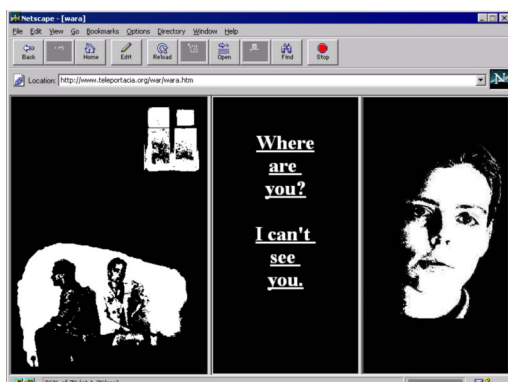 Netscape - [wara]
File Edit View Go Bookmarks Options Directory Window Help
Back Home Edit Reload Open Find Stop
Location: http://www.teleportacia.org/war/wara.htm
Where
are
you?
I can't
see
you.